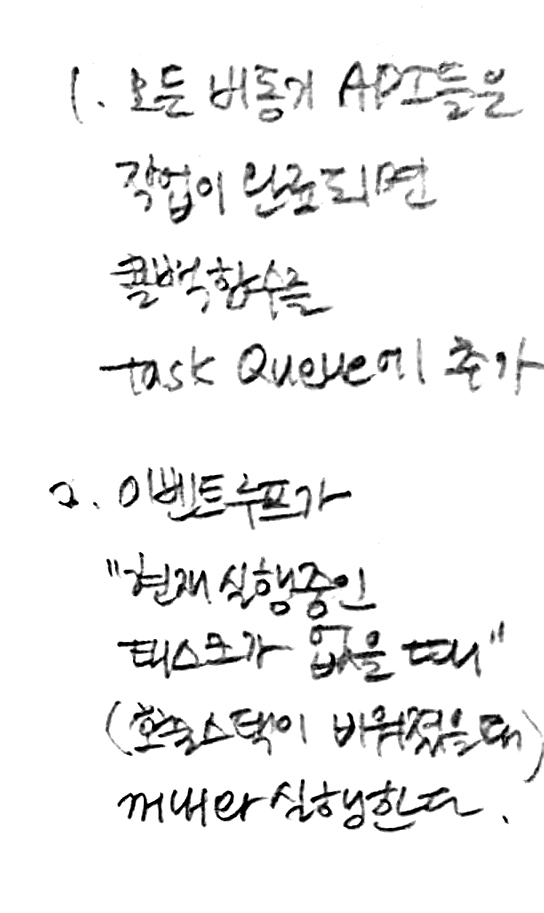 1. 모든 비동기 API들은
작업이 완료되면
콜백함수를
task Queue에 추가
2. 이벤트루프가
"현재 실행중인
태스크가 없을 때"
(호출스택이 비워졌을때)
꺼내와 실행한다.